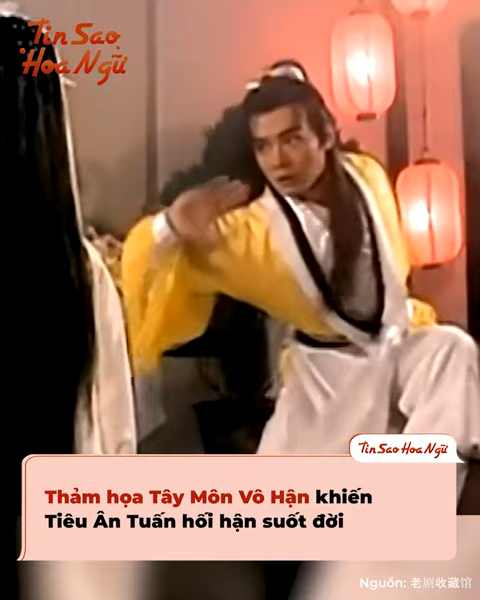 Tin Sao
Hoa Ngữ
Tin Sao Hoa Ngữ
Thảm họa Tây Môn Vô Hận khiến
Tiêu Ân Tuấn hối hận suốt đời
Nguồn: 老剧收藏馆